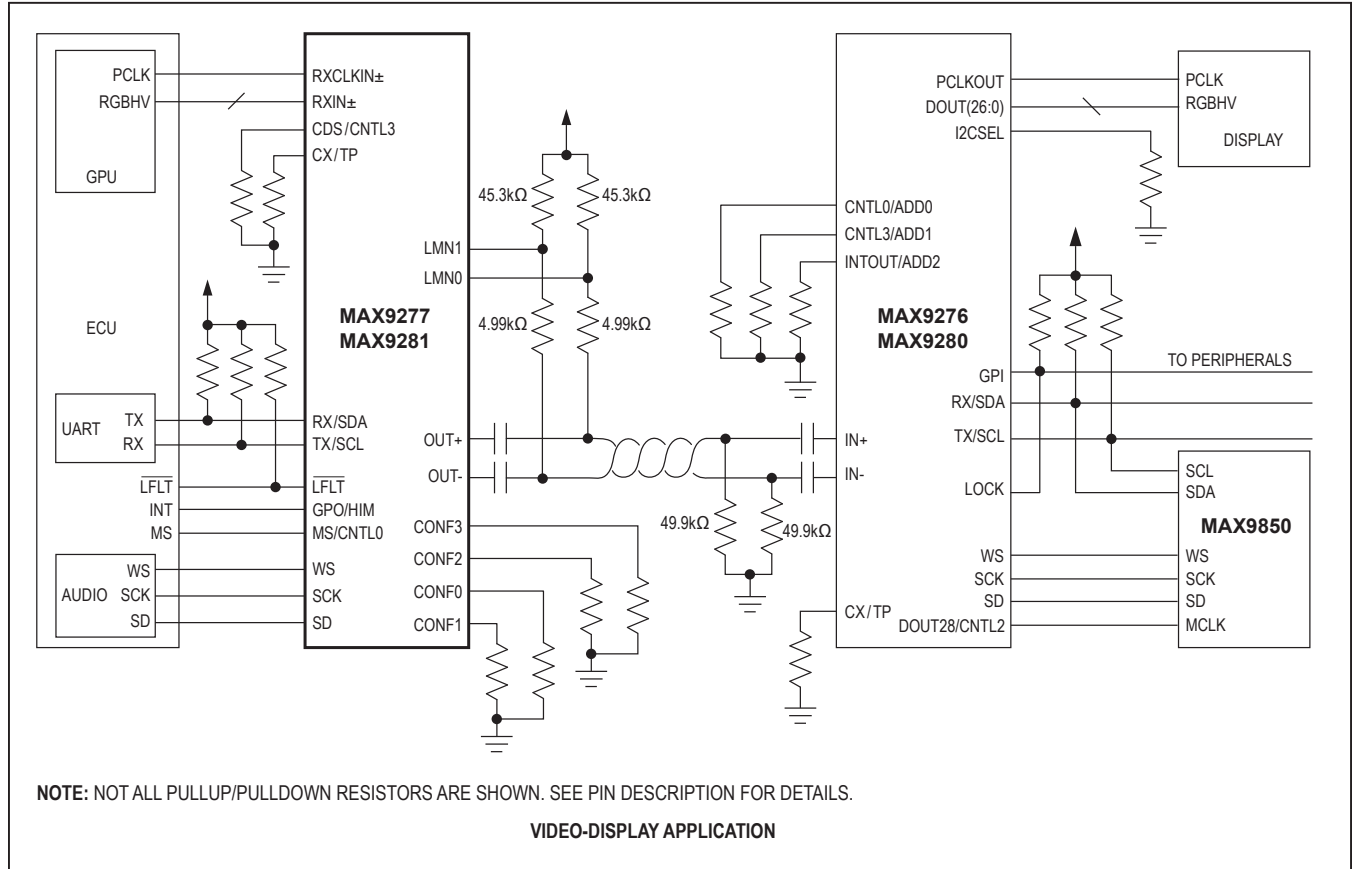 PCLK
RGBHV
GPU
ECU
UART
TX
RX
LFLT
INT
MS
AUDIO
WS
SCK
SD
RXCLKIN±
RXIN±
CDS/CNTL3
CX/TP
LMN1
LMN0
MAX9277
MAX9281
RX/SDA
TX/SCL
LFLT
GPO/HIM
MS/CNTL0
WS
SCK
SD
OUT+
OUT-
CONF3
CONF2
CONF0
CONF1
45.3kΩ
45.3kΩ
4.99kΩ
4.99kΩ
49.9kΩ
49.9kΩ
PCLKOUT
DOUT(26:0)
I2CSEL
CNTL0/ADD0
CNTL3/ADD1
INTOUT/ADD2
MAX9276
MAX9280
GPI
RX/SDA
TX/SCL
IN+
IN-
LOCK
WS
SCK
SD
CX/TP
DOUT28/CNTL2
PCLK
RGBHV
DISPLAY
TO PERIPHERALS
SCL
SDA
MAX9850
WS
SCK
SD
MCLK
NOTE: NOT ALL PULLUP/PULLDOWN RESISTORS ARE SHOWN. SEE PIN DESCRIPTION FOR DETAILS.
VIDEO-DISPLAY APPLICATION